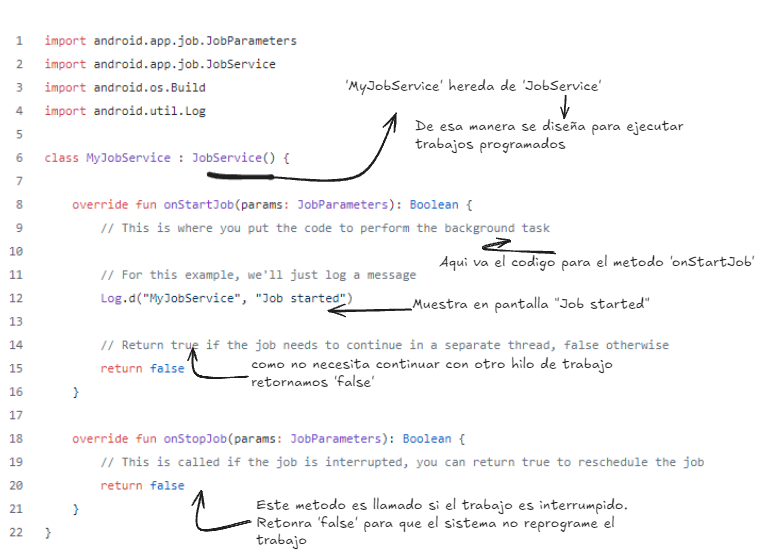 1 import android.app.job.JobParameters
2 import android.app.job.JobService
3 import android.os.Build
4 import android.util.Log
5
6 class MyJobService : JobService() {
7
8 override fun onStartJob(params: JobParameters): Boolean {
9 // This is where you put the code to perform the background task
10
11 // For this example, we'll just log a message
12 Log.d("MyJobService", "Job started")
13
14 // Return true if the job needs to continue in a separate thread, false otherwise
15 return false
16 }
17
18 override fun onStopJob(params: JobParameters): Boolean {
19 // This is called if the job is interrupted, you can return true to reschedule the job
20 return false
21 }
22 }
'MyJobService' hereda de 'JobService'
De esa manera se diseña para ejecutar
trabajos programados
Aqui va el codigo para el metodo 'onStartJob'
Muestra en pantalla "Job started"
como no necesita continuar con otro hilo de trabajo
retornamos 'false'
Este metodo es llamado si el trabajo es interrumpido.
Retonra 'false' para que el sistema no reprograme el
trabajo